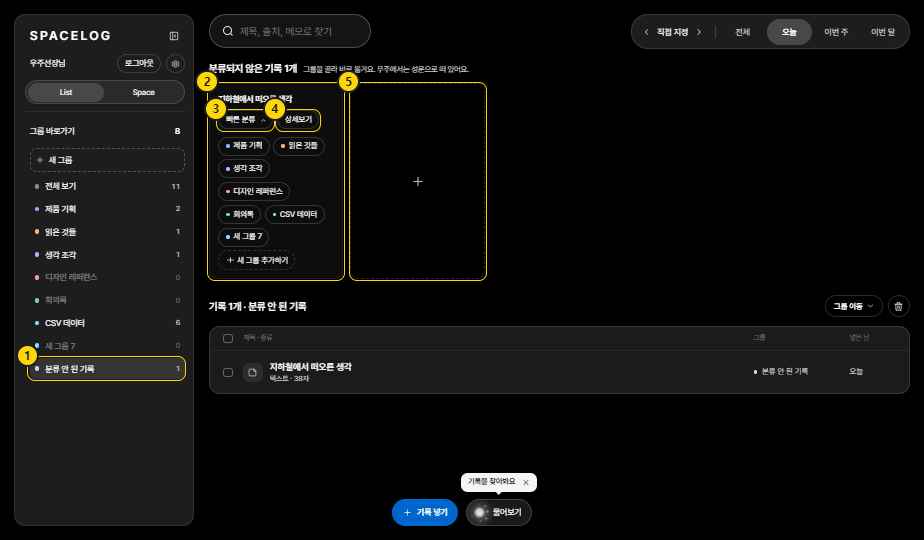 SPACELOG
우주선장님
로그아웃
List
Space
그룹 바로가기
8
+ 새 그룹
전체 보기
11
제품 기획
2
읽은 것들
1
생각 조각
1
디자인 레퍼런스
0
회의록
0
CSV 데이터
6
새 그룹 7
0
1
분류 안 된 기록
1
제목, 출처, 메모로 찾기
직접 지정
전체
오늘
이번 주
이번 달
분류되지 않은 기록 1개
그룹을 골라 바로 옮겨요. 우주에서는 성운으로 떠 있어요.
2
5
지하철에서 떠오른 생각
3
4
빠른 분류
상세보기
제품 기획
읽은 것들
생각 조각
디자인 레퍼런스
회의록
CSV 데이터
새 그룹 7
+ 새 그룹 추가하기
+
기록 1개 · 분류 안 된 기록
그룹 이동
제목 · 종류
그룹
넣은 날
지하철에서 떠오른 생각
텍스트 · 38자
분류 안 된 기록
오늘
기록을 찾아봐요
+ 기록 넣기
물어보기